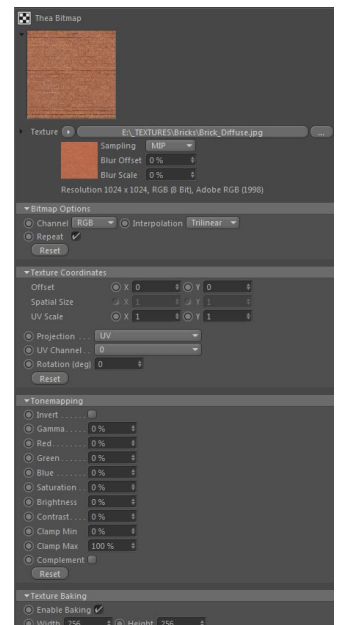 Thea Bitmap
Texture E:\_TEXTURES\Bricks\Brick_Diffuse.jpg ...
Sampling MIP
Blur Offset 0 %
Blur Scale 0 %
Resolution 1024 x 1024, RGB (8 Bit), Adobe RGB (1998)
Bitmap Options
Channel RGB Interpolation Trilinear
Repeat
Reset
Texture Coordinates
Offset X 0 Y 0
Spatial Size X 1 Y 1
UV Scale X 1 Y 1
Projection . . . UV
UV Channel . . 0
Rotation (deg) 0
Reset
Tonemapping
Invert . . . . . .
Gamma . . . . . 0 %
Red . . . . . . . . 0 %
Green . . . . . . 0 %
Blue . . . . . . . 0 %
Saturation . . 0 %
Brightness 0 %
Contrast . . . . 0 %
Clamp Min 0 %
Clamp Max 100 %
Complement
Reset
Texture Baking
Enable Baking
Width 256 Height 256